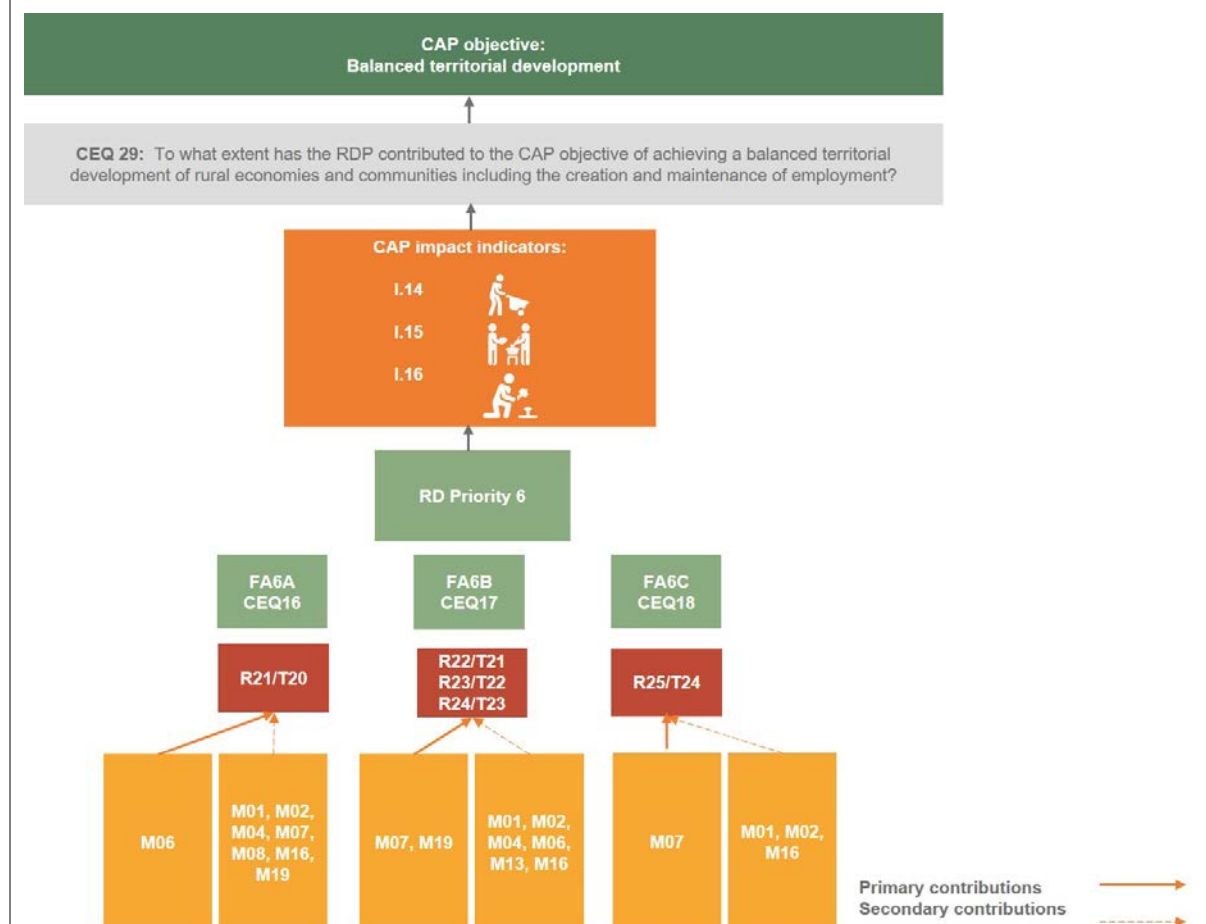 CAP objective:
Balanced territorial development
CEQ 29: To what extent has the RDP contributed to the CAP objective of achieving a balanced territorial
development of rural economies and communities including the creation and maintenance of employment?
CAP impact indicators:
I.14
I.15
I.16
RD Priority 6
FA6A
CEQ16
FA6B
CEQ17
FA6C
CEQ18
R21/T20
R22/T21
R23/T22
R24/T23
R25/T24
M06
M01, M02,
M04, M07,
M08, M16,
M19
M07, M19
M01, M02,
M04, M06,
M13, M16
M07
M01, M02,
M16
Primary contributions
Secondary contributions